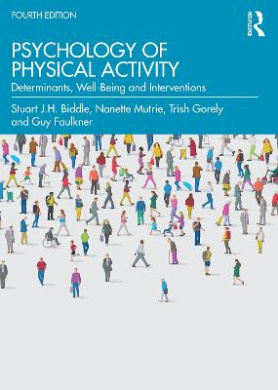 FOURTH EDITION
PSYCHOLOGY OF
PHYSICAL ACTIVITY
Determinants, Well-Being and Interventions
Stuart J.H. Biddle, Nanette Mutrie, Trish Gorely
and Guy Faulkner